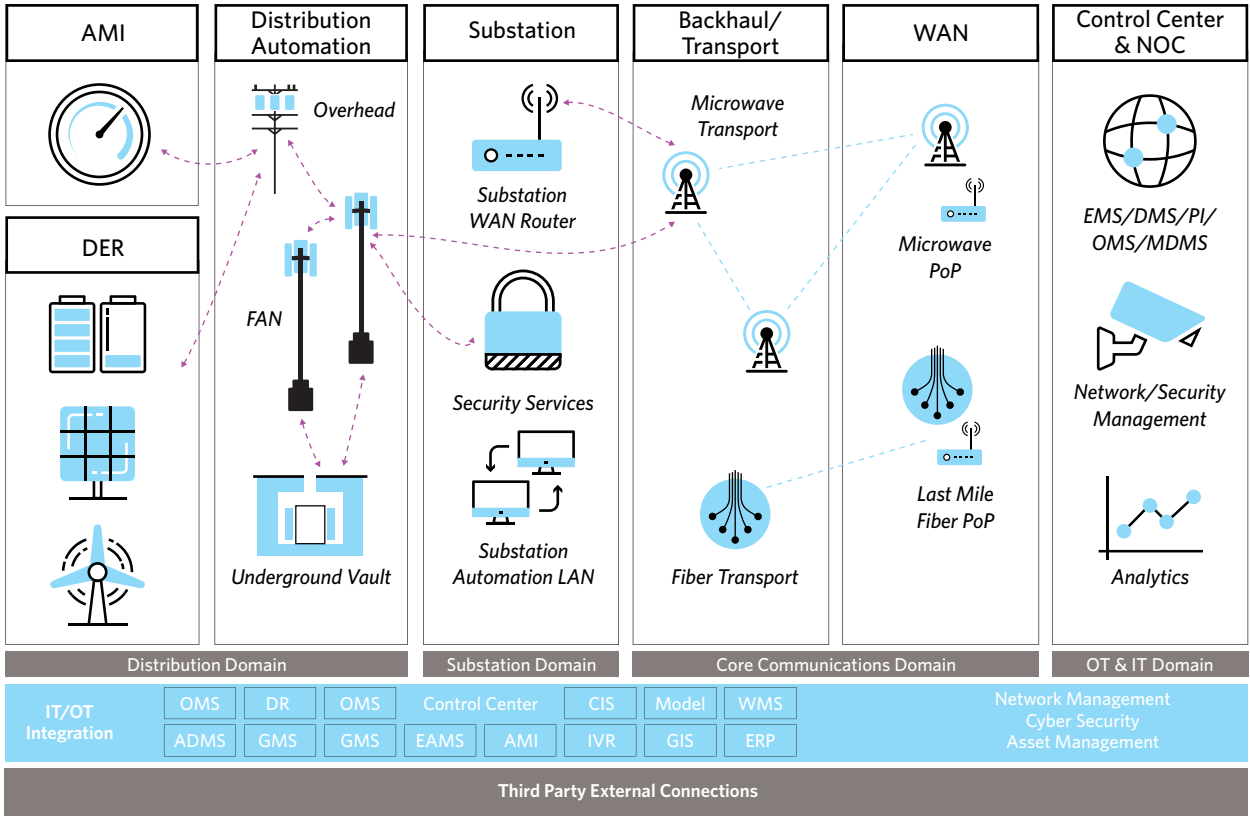 AMI
Distribution
Automation
Substation
Backhaul/
Transport
WAN
Control Center
& NOC
DER
Overhead
FAN
Underground Vault
Substation
WAN Router
Security Services
Substation
Automation LAN
Microwave
Transport
Fiber Transport
Microwave
PoP
Last Mile
Fiber PoP
EMS/DMS/PI/
OMS/MDMS
Network/Security
Management
Analytics
Distribution Domain
Substation Domain
Core Communications Domain
OT & IT Domain
IT/OT
Integration
OMS
DR
OMS
Control Center
CIS
Model
WMS
ADMS
GMS
GMS
EAMS
AMI
IVR
GIS
ERP
Network Management
Cyber Security
Asset Management
Third Party External Connections